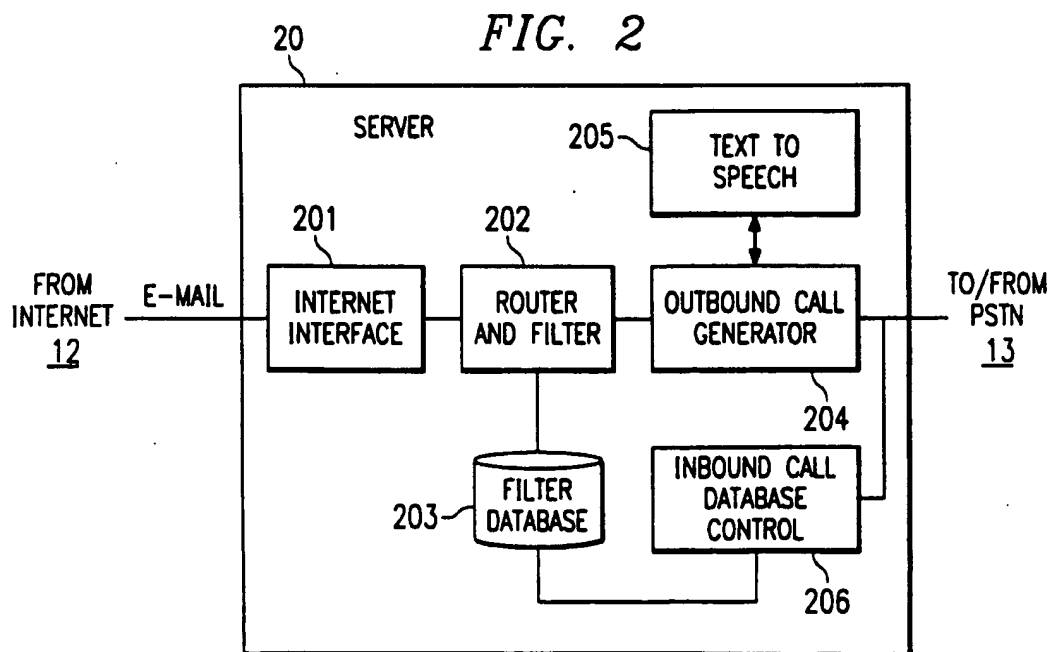 FIG. 2
20
SERVER
205
TEXT TO
SPEECH
201
202
FROM
INTERNET
12
E-MAIL
INTERNET
INTERFACE
ROUTER
AND FILTER
OUTBOUND CALL
GENERATOR
TO/FROM
PSTN
13
204
203
FILTER
DATABASE
INBOUND CALL
DATABASE
CONTROL
206